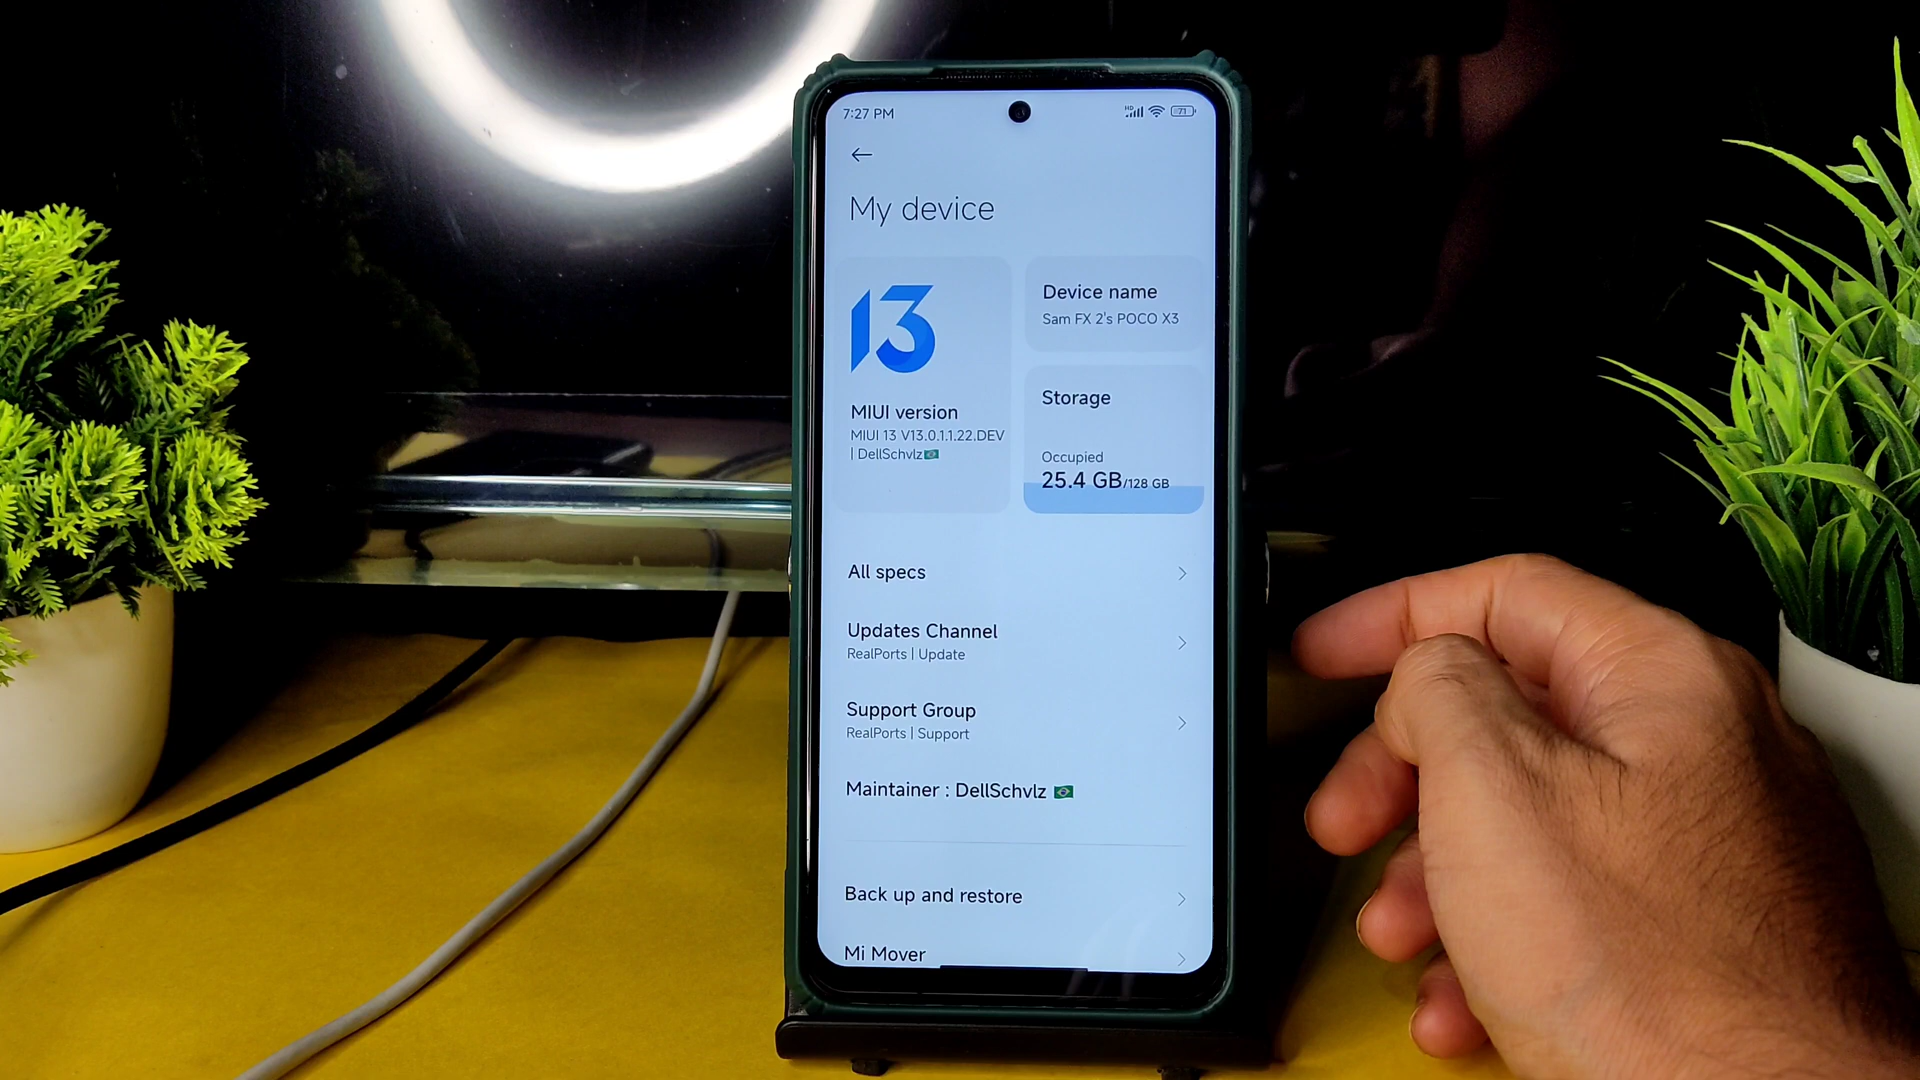 7:27 PM
HD
71
My device
13
MIUI version
MIUI 13 V13.0.1.1.22.DEV
| DellSchvlz🇧🇷
Device name
Sam FX 2's POCO X3
Storage
Occupied
25.4 GB/128 GB
All specs
Updates Channel
RealPorts | Update
Support Group
RealPorts | Support
Maintainer : DellSchvlz 🇧🇷
Back up and restore
Mi Mover